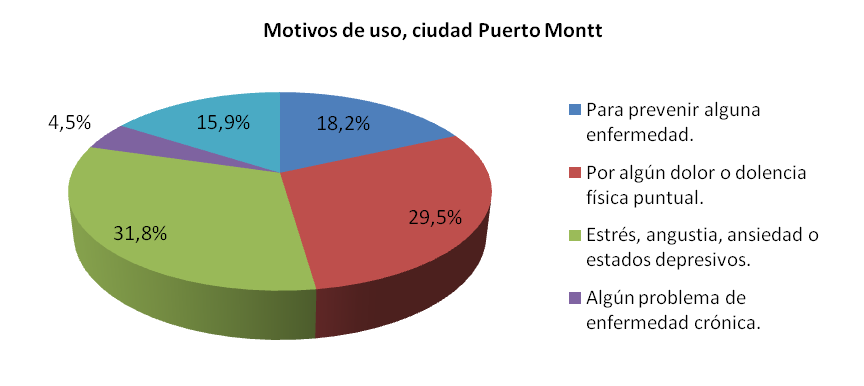 Motivos de uso, ciudad Puerto Montt
4,5%
15,9%
18,2%
31,8%
29,5%
Para prevenir alguna
enfermedad.
Por algún dolor o dolencia
física puntual.
Estrés, angustia, ansiedad o
estados depresivos.
Algún problema de
enfermedad crónica.